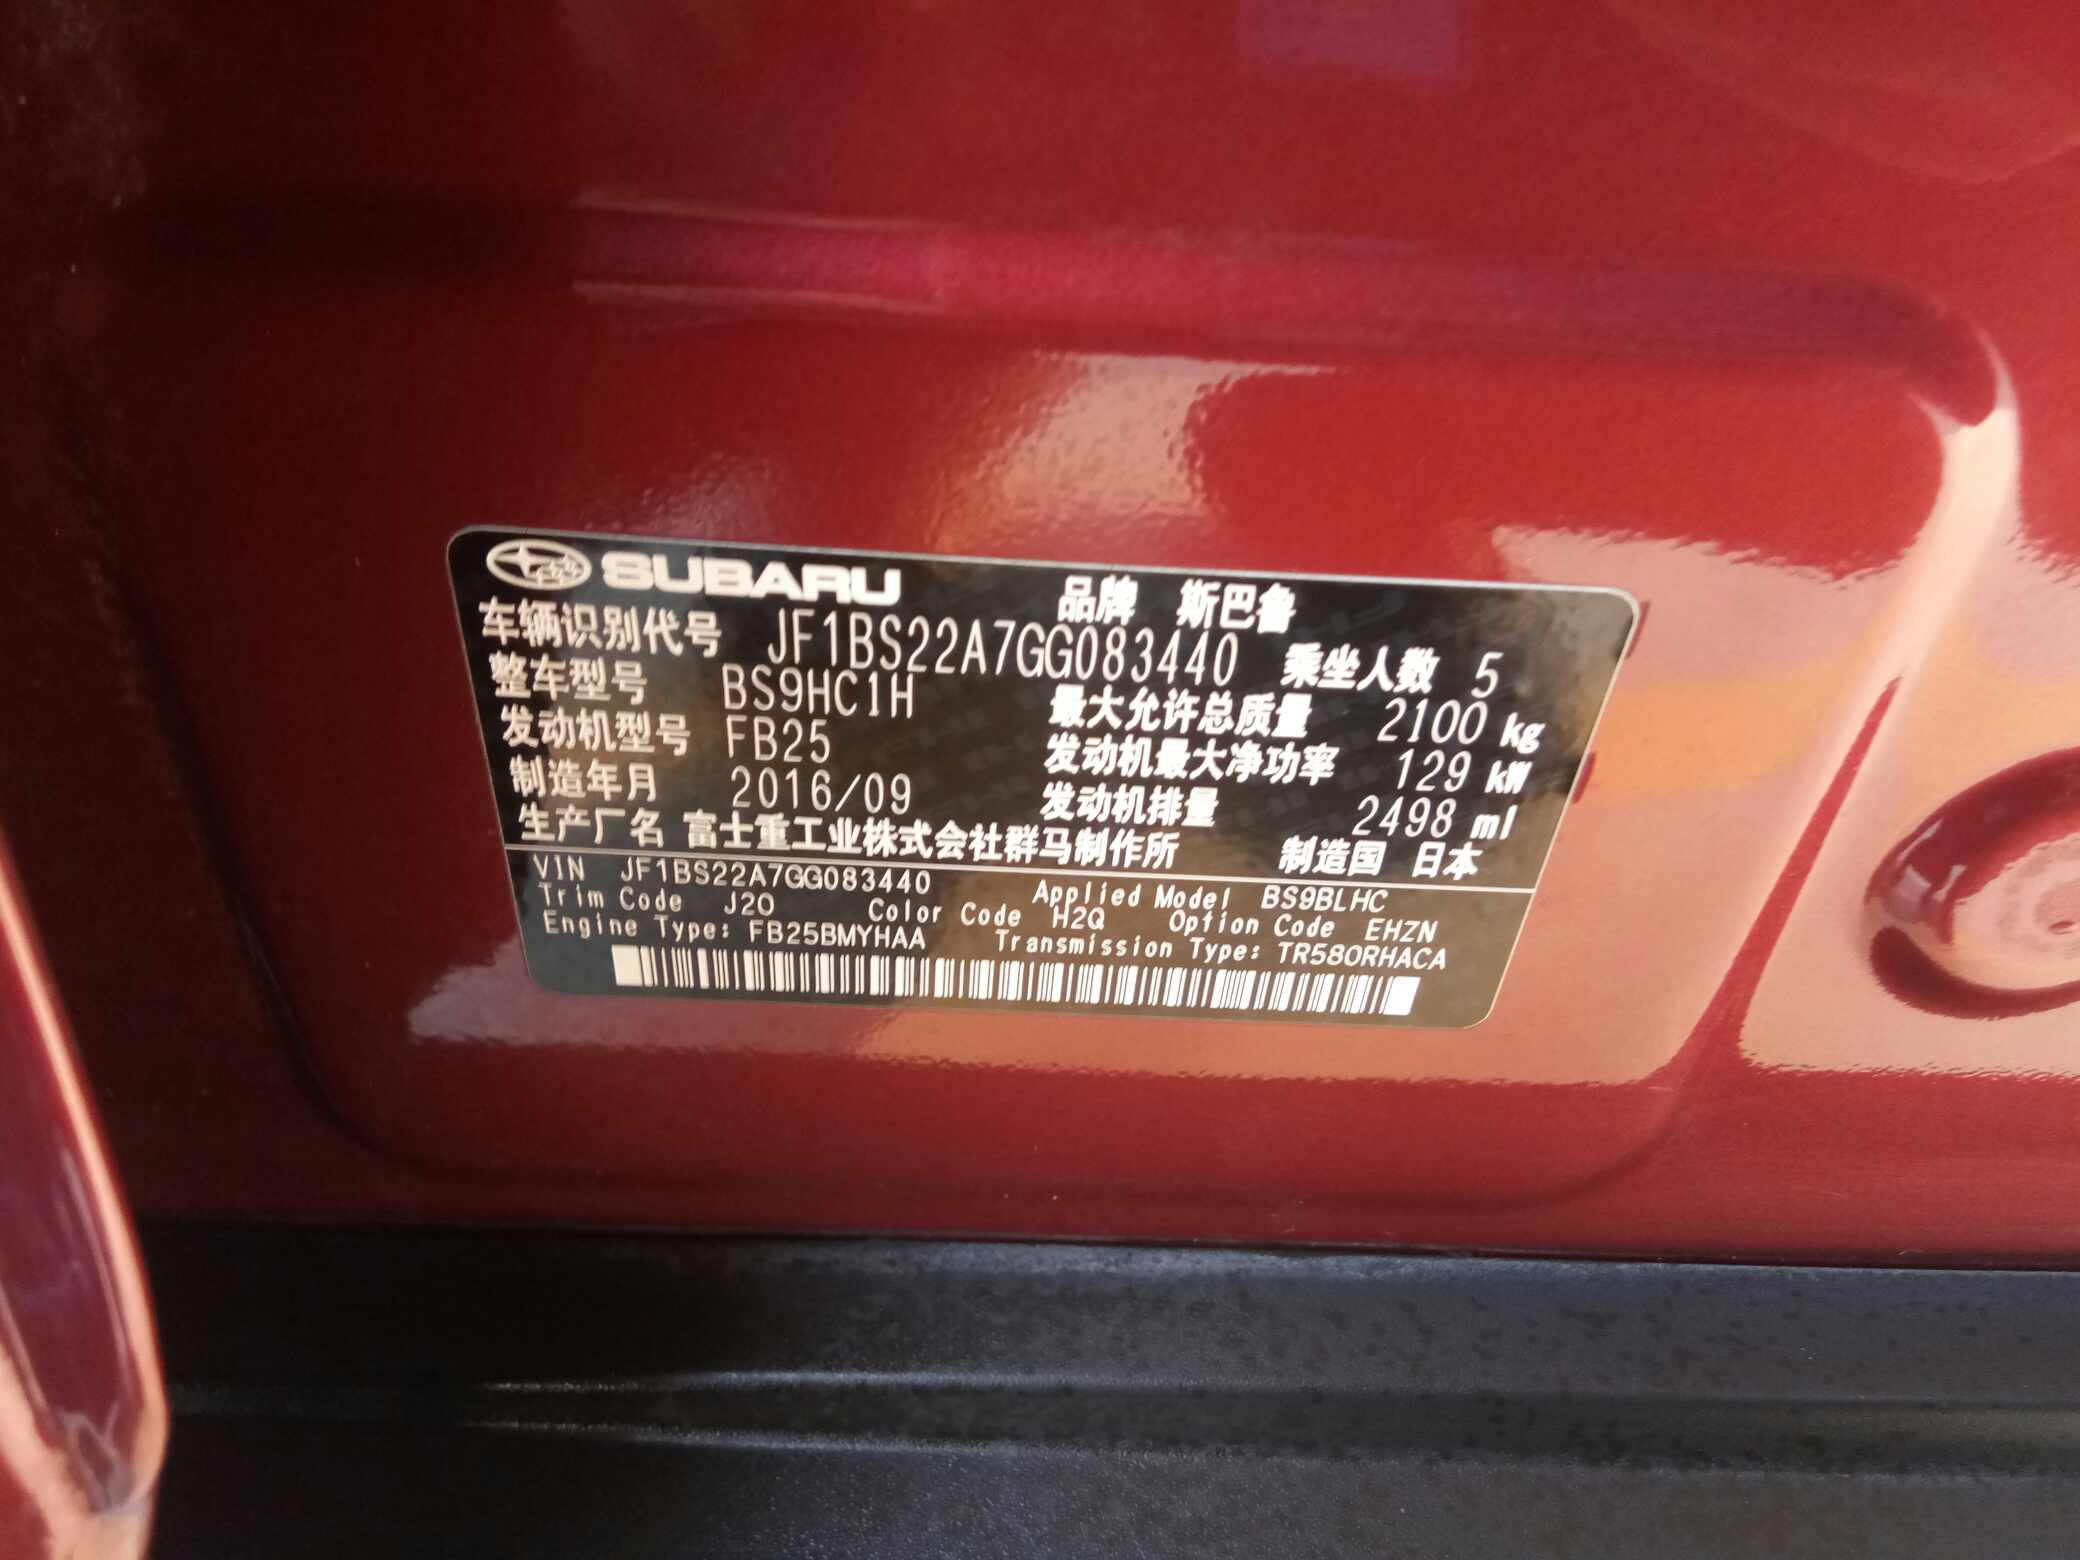 SUBARU 品牌 斯巴鲁
车辆识别代号 JF1BS22A7GG083440 乘坐人数 5
整车型号 BS9HC1H 最大允许总质量 2100 kg
发动机型号 FB25 发动机最大净功率 129 kW
制造年月 2016/09 发动机排量 2498 ml
生产厂名 富士重工业株式会社群马制作所 制造国 日本
VIN JF1BS22A7GG083440 Applied Model BS9BLHC
Trim Code J20 Color Code H2Q Option Code EHZN
Engine Type: FB25BMYHAA Transmission Type: TR580RHACA